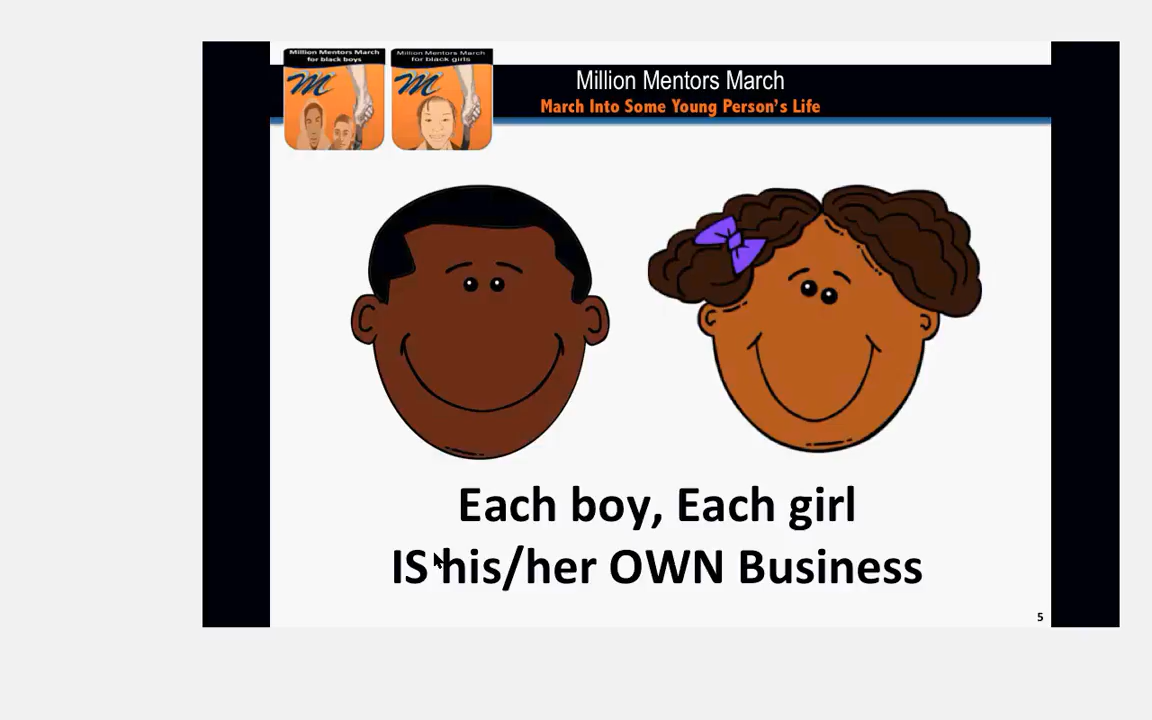 Million Mentors March
for black boys
Million Mentors March
for black girls
M
M
Million Mentors March
March Into Some Young Person's Life
Each boy, Each girl
IS his/her OWN Business
5